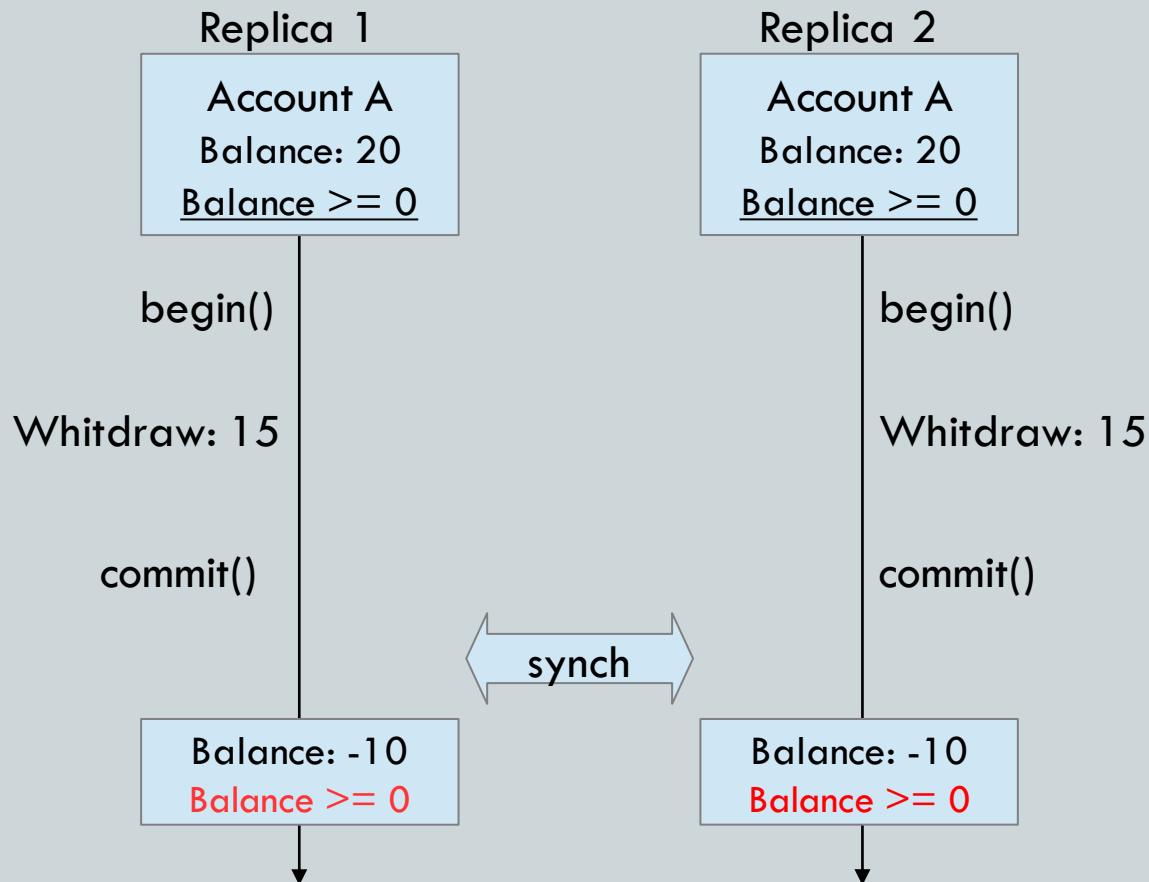 Replica 1
Replica 2
Account A
Balance: 20
Balance >= 0
Account A
Balance: 20
Balance >= 0
begin()
begin()
Whitdraw: 15
Whitdraw: 15
commit()
commit()
synch
Balance: -10
Balance >= 0
Balance: -10
Balance >= 0